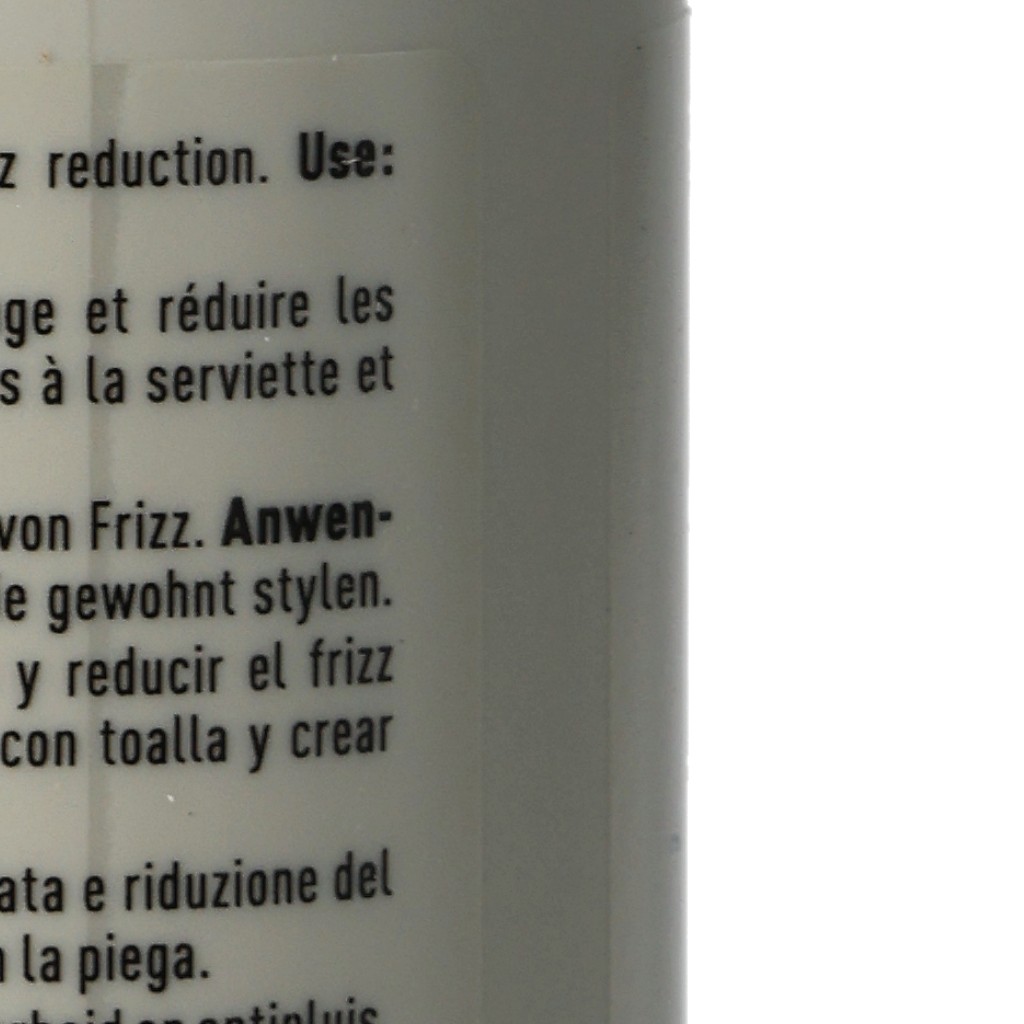 z reduction. Use:
ge et réduire les
s à la serviette et
von Frizz. Anwen-
e gewohnt stylen.
y reducir el frizz
con toalla y crear
ata e riduzione del
la piega.